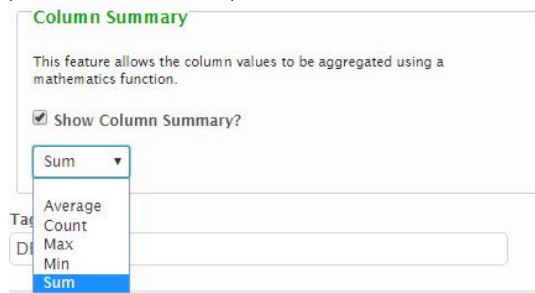 Column Summary
This feature allows the column values to be aggregated using a
mathematics function.
Show Column Summary?
Sum
Average
Count
Max
Min
Sum